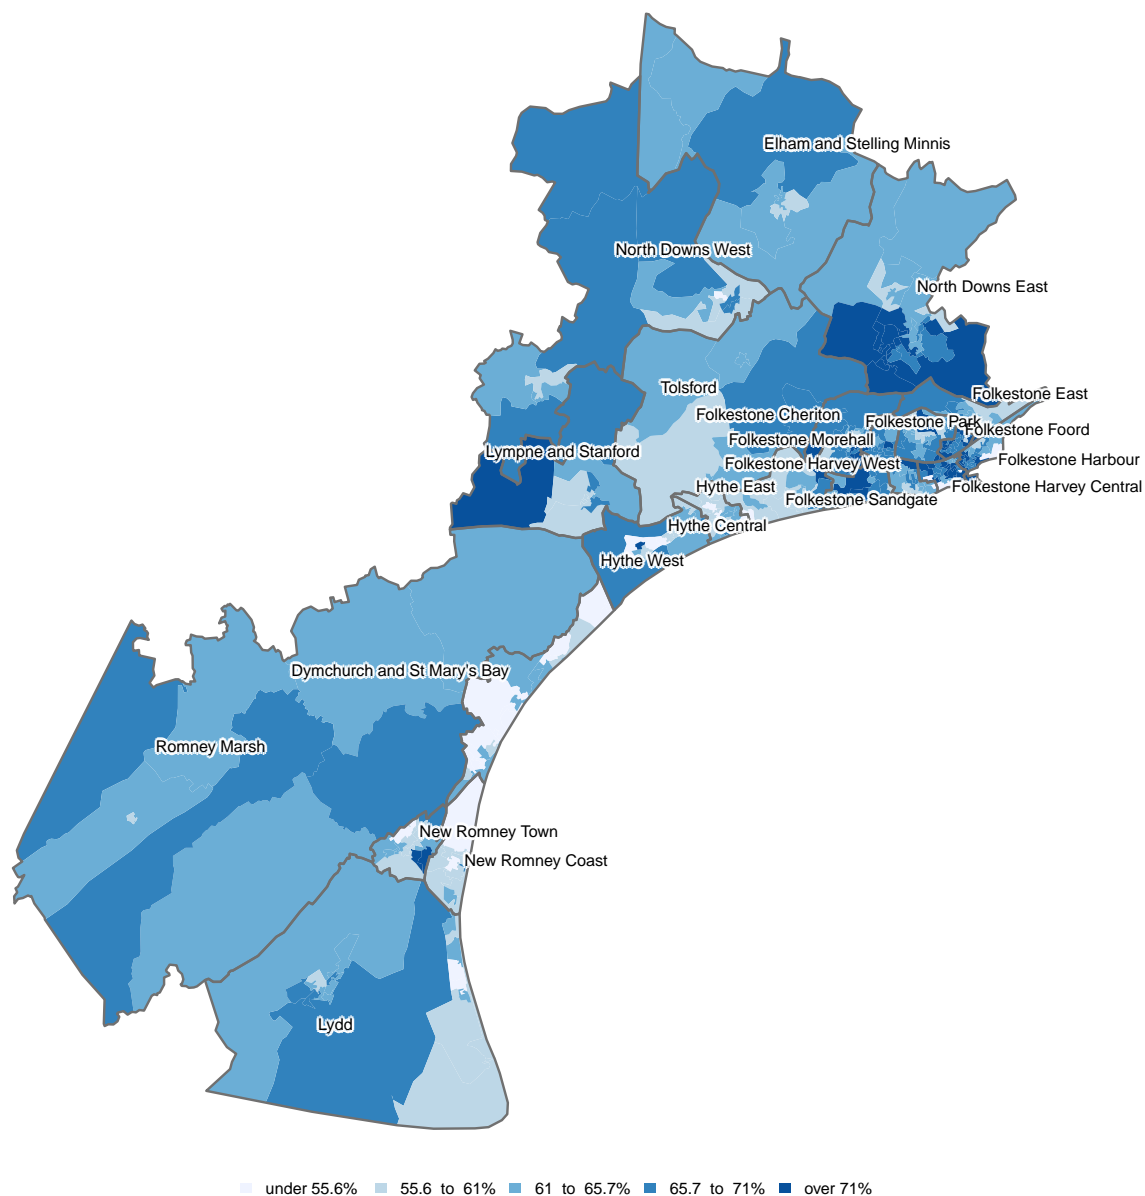 Elham and Stelling Minnis
North Downs West
North Downs East
Tolsford
Folkestone East
Folkestone Cheriton
Folkestone Park
Folkestone Foord
Folkestone Morehall
Lympne and Stanford
Folkestone Harbour
Folkestone Harvey West
Hythe East
Folkestone Harvey Central
Folkestone Sandgate
Hythe Central
Hythe West
Dymchurch and St Mary's Bay
Romney Marsh
New Romney Town
New Romney Coast
Lydd
under 55.6% 55.6 to 61% 61 to 65.7% 65.7 to 71% over 71%